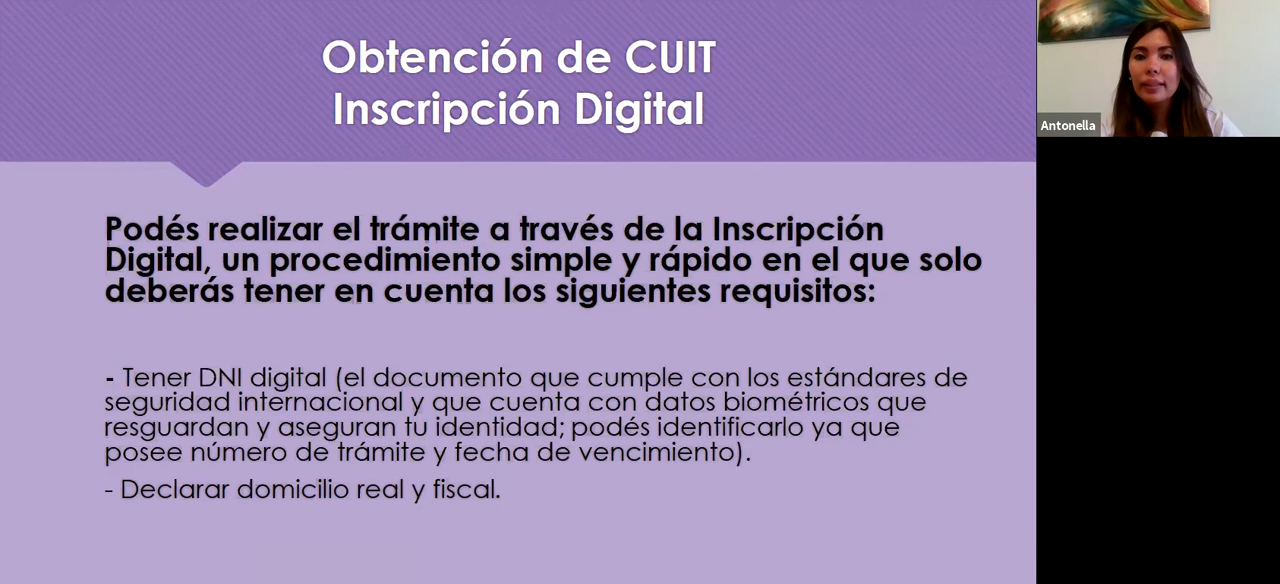 Obtención de CUIT
Inscripción Digital
Antonella
Podés realizar el trámite a través de la Inscripción
Digital, un procedimiento simple y rápido en el que solo
deberás tener en cuenta los siguientes requisitos:
- Tener DNI digital (el documento que cumple con los estándares de
seguridad internacional y que cuenta con datos biométricos que
resguardan y aseguran tu identidad; podés identificarlo ya que
posee número de trámite y fecha de vencimiento).
- Declarar domicilio real y fiscal.